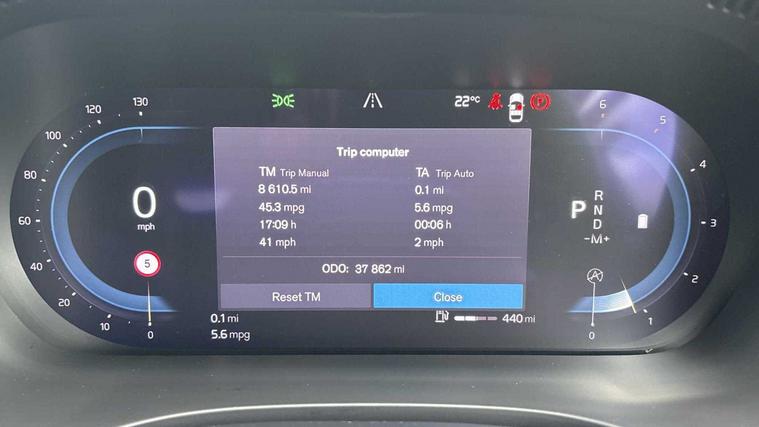 22°C
P
130
120
100
80
60
40
20
10
0
0
mph
5
Trip computer
TM Trip Manual
TA Trip Auto
8 610.5 mi
0.1 mi
45.3 mpg
5.6 mpg
17:09 h
00:06 h
41 mph
2 mph
ODO: 37 862 mi
Reset TM
Close
P
R
N
D
-M+
A
6
5
4
3
2
1
0
0.1 mi
5.6 mpg
440 mi